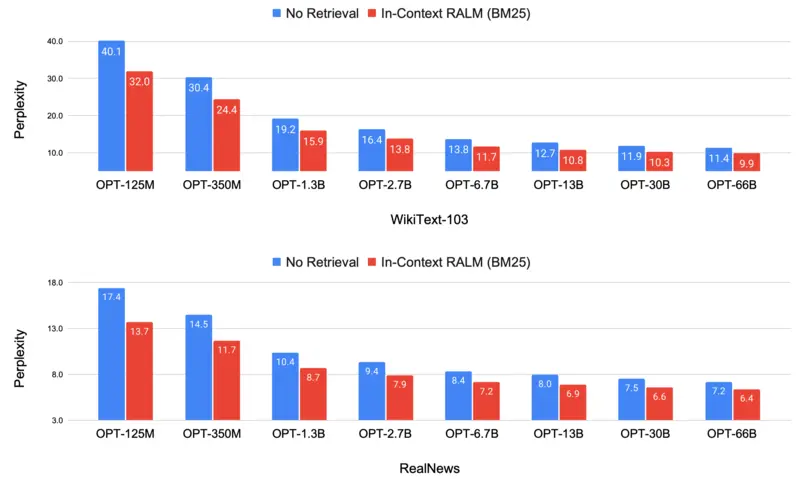 No Retrieval In-Context RALM (BM25)
Perplexity
40.0
30.0
20.0
10.0
40.1 32.0 30.4 24.4 19.2 15.9 16.4 13.8 13.8 11.7 12.7 10.8 11.9 10.3 11.4 9.9
OPT-125M OPT-350M OPT-1.3B OPT-2.7B OPT-6.7B OPT-13B OPT-30B OPT-66B
WikiText-103
No Retrieval In-Context RALM (BM25)
Perplexity
18.0
13.0
8.0
3.0
17.4 13.7 14.5 11.7 10.4 8.7 9.4 7.9 8.4 7.2 8.0 6.9 7.5 6.6 7.2 6.4
OPT-125M OPT-350M OPT-1.3B OPT-2.7B OPT-6.7B OPT-13B OPT-30B OPT-66B
RealNews